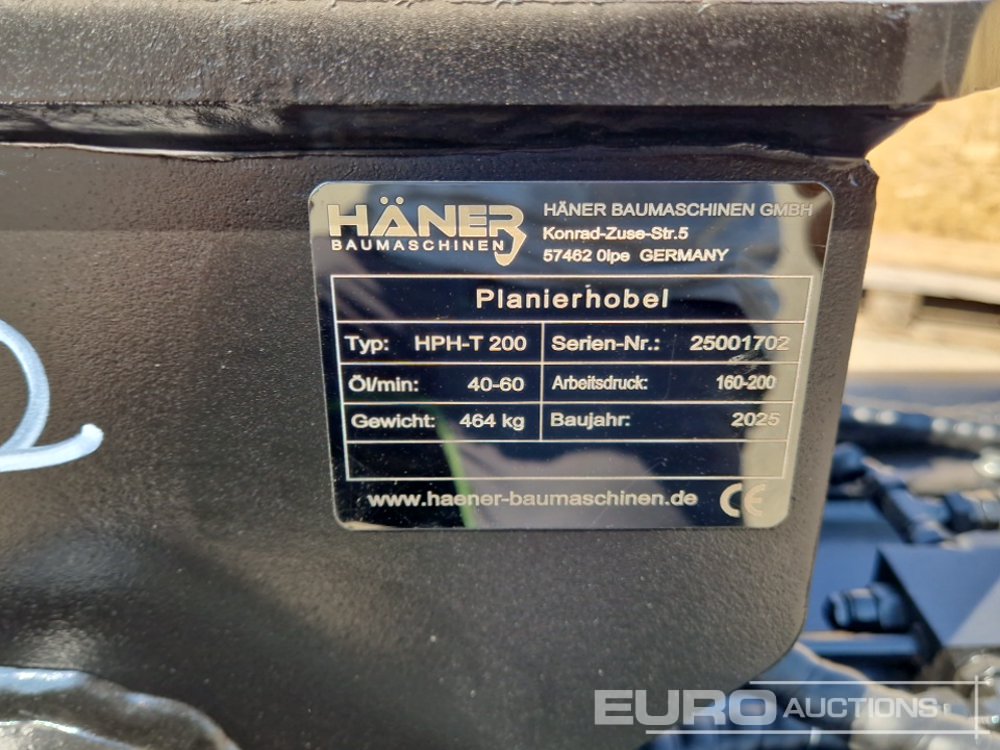 HÄNER
BAUMASCHINEN
HÄNER BAUMASCHINEN GMBH
Konrad-Zuse-Str.5
57462 0lpe GERMANY
Planierhobel
Typ: HPH-T 200 Serien-Nr.: 25001702
Öl/min: 40-60 Arbeitsdruck: 160-200
Gewicht: 464 kg Baujahr: 2025
www.haener-baumaschinen.de CE
EURO AUCTIONS